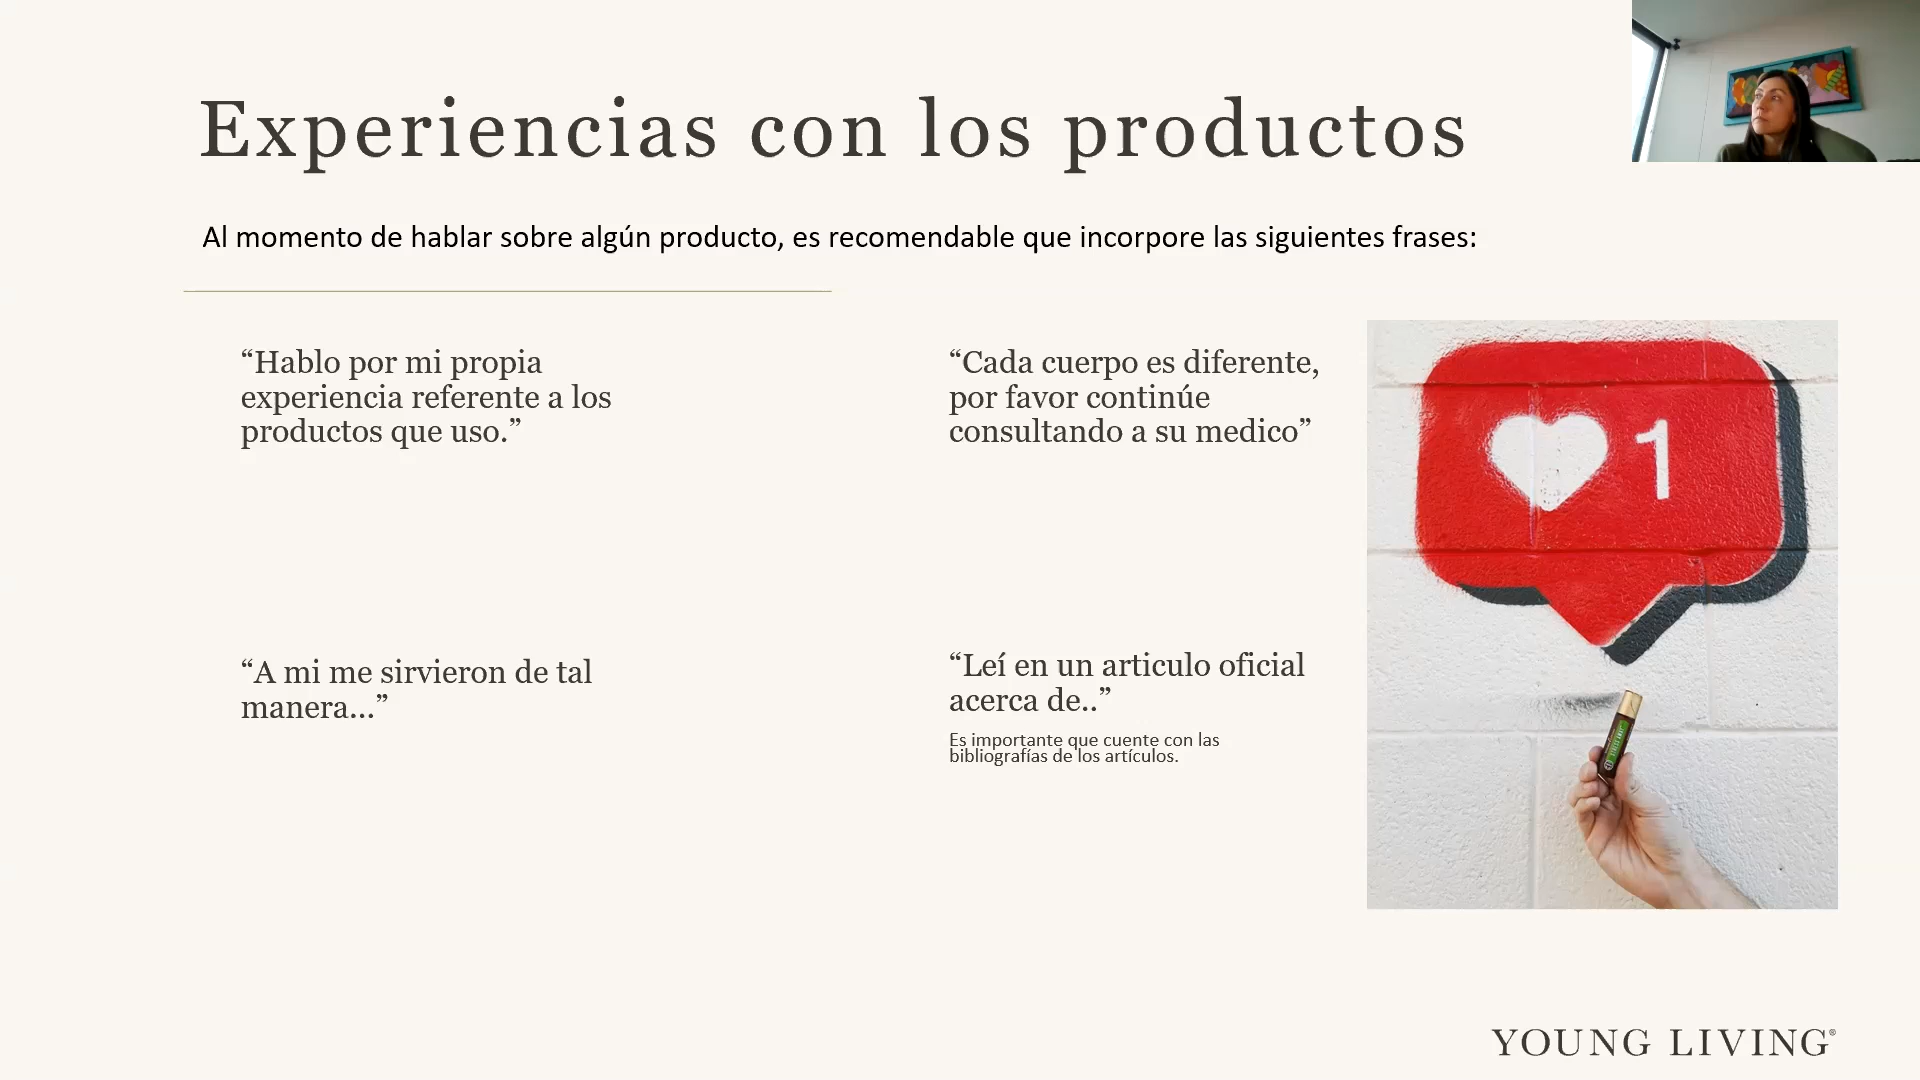 Experiencias con los productos
Al momento de hablar sobre algún producto, es recomendable que incorpore las siguientes frases:
“Hablo por mi propia
experiencia referente a los
productos que uso.”
“Cada cuerpo es diferente,
por favor continúe
consultando a su medico”
“A mi me sirvieron de tal
manera...”
“Leí en un articulo oficial
acerca de..”
Es importante que cuente con las
bibliografías de los artículos.
1
YOUNG LIVING®